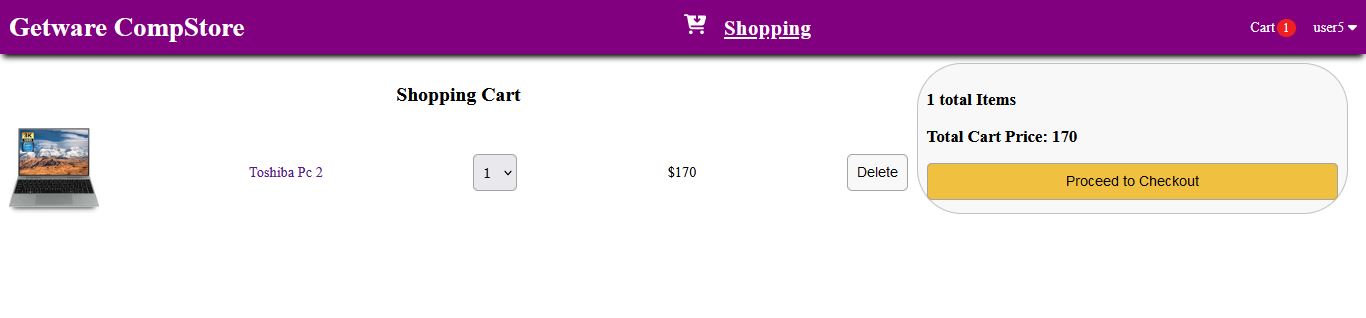 Getware CompStore
Shopping
Cart 1
user5
Shopping Cart
Toshiba Pc 2
1
$170
Delete
1 total Items
Total Cart Price: 170
Proceed to Checkout